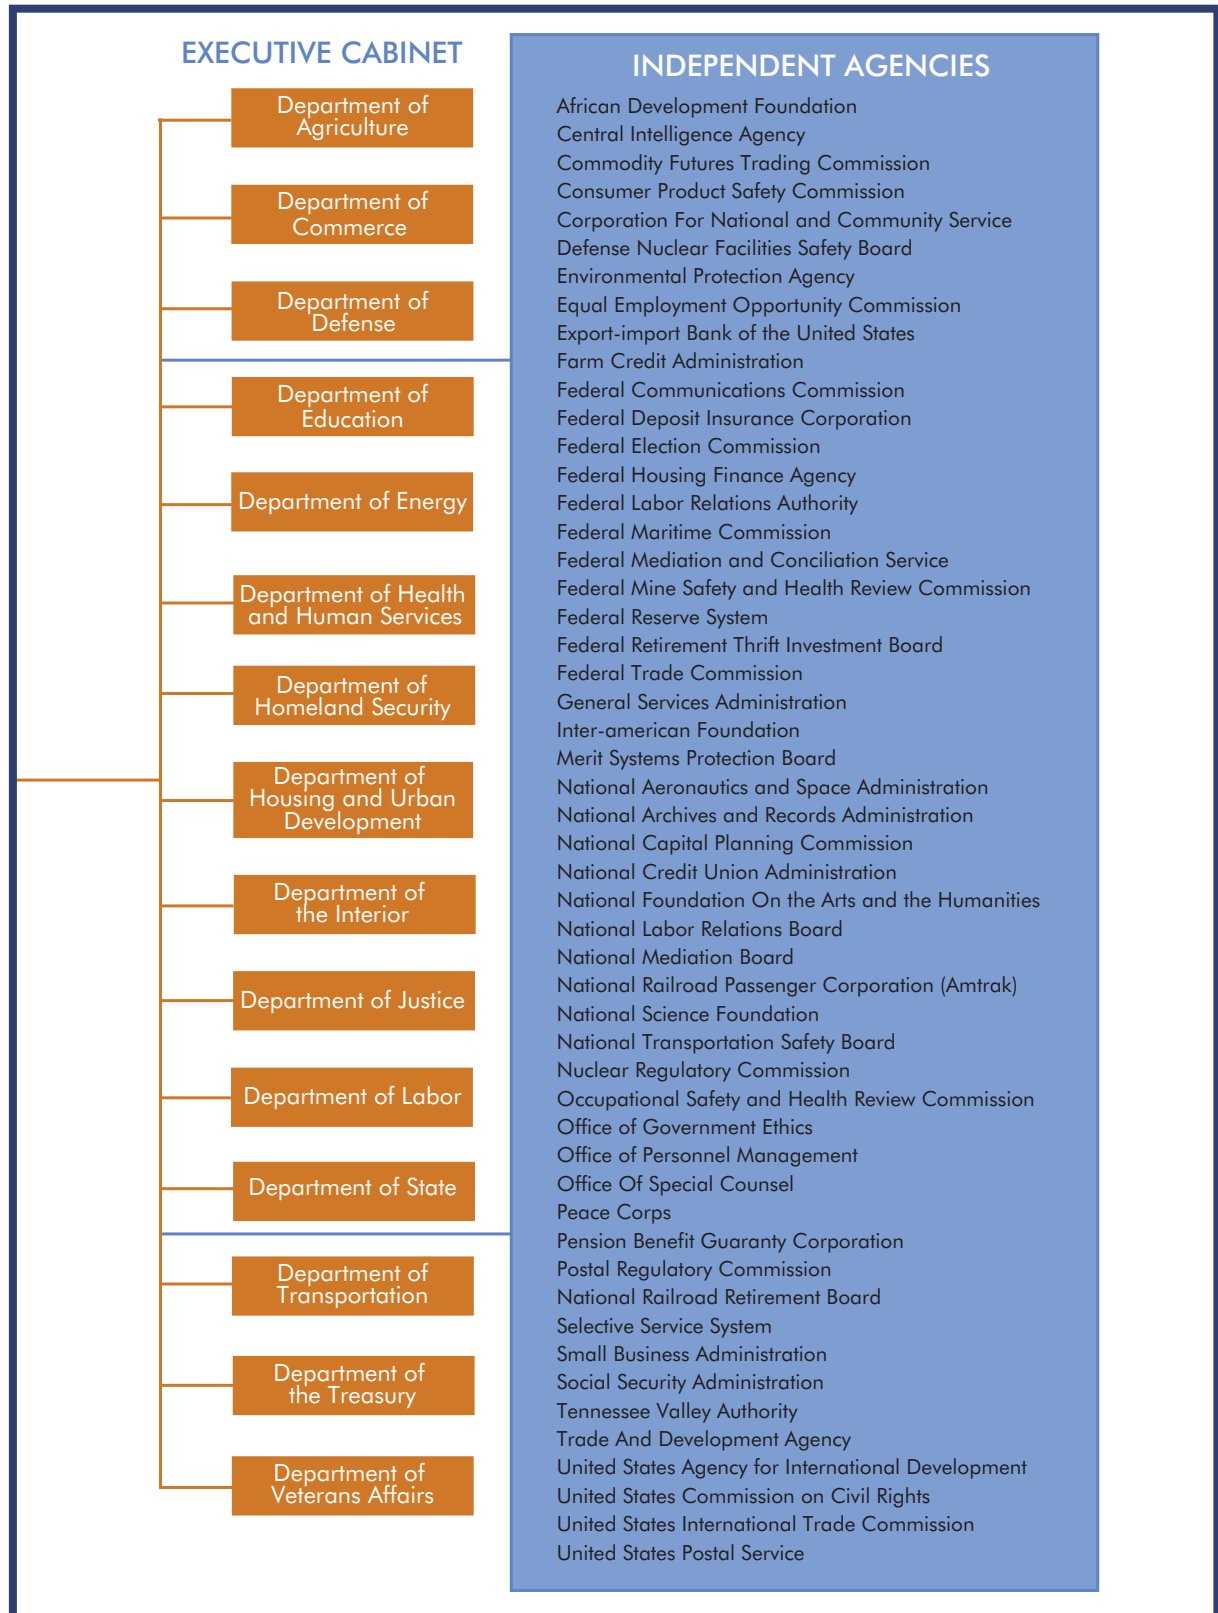 EXECUTIVE CABINET
Department of
Agriculture
Department of
Commerce
Department of
Defense
Department of
Education
Department of Energy
Department of Health
and Human Services
Department of
Homeland Security
Department of
Housing and Urban
Development
Department of
the Interior
Department of Justice
Department of Labor
Department of State
Department of
Transportation
Department of
the Treasury
Department of
Veterans Affairs
INDEPENDENT AGENCIES
African Development Foundation
Central Intelligence Agency
Commodity Futures Trading Commission
Consumer Product Safety Commission
Corporation For National and Community Service
Defense Nuclear Facilities Safety Board
Environmental Protection Agency
Equal Employment Opportunity Commission
Export-import Bank of the United States
Farm Credit Administration
Federal Communications Commission
Federal Deposit Insurance Corporation
Federal Election Commission
Federal Housing Finance Agency
Federal Labor Relations Authority
Federal Maritime Commission
Federal Mediation and Conciliation Service
Federal Mine Safety and Health Review Commission
Federal Reserve System
Federal Retirement Thrift Investment Board
Federal Trade Commission
General Services Administration
Inter-american Foundation
Merit Systems Protection Board
National Aeronautics and Space Administration
National Archives and Records Administration
National Capital Planning Commission
National Credit Union Administration
National Foundation On the Arts and the Humanities
National Labor Relations Board
National Mediation Board
National Railroad Passenger Corporation (Amtrak)
National Science Foundation
National Transportation Safety Board
Nuclear Regulatory Commission
Occupational Safety and Health Review Commission
Office of Government Ethics
Office of Personnel Management
Office Of Special Counsel
Peace Corps
Pension Benefit Guaranty Corporation
Postal Regulatory Commission
National Railroad Retirement Board
Selective Service System
Small Business Administration
Social Security Administration
Tennessee Valley Authority
Trade And Development Agency
United States Agency for International Development
United States Commission on Civil Rights
United States International Trade Commission
United States Postal Service